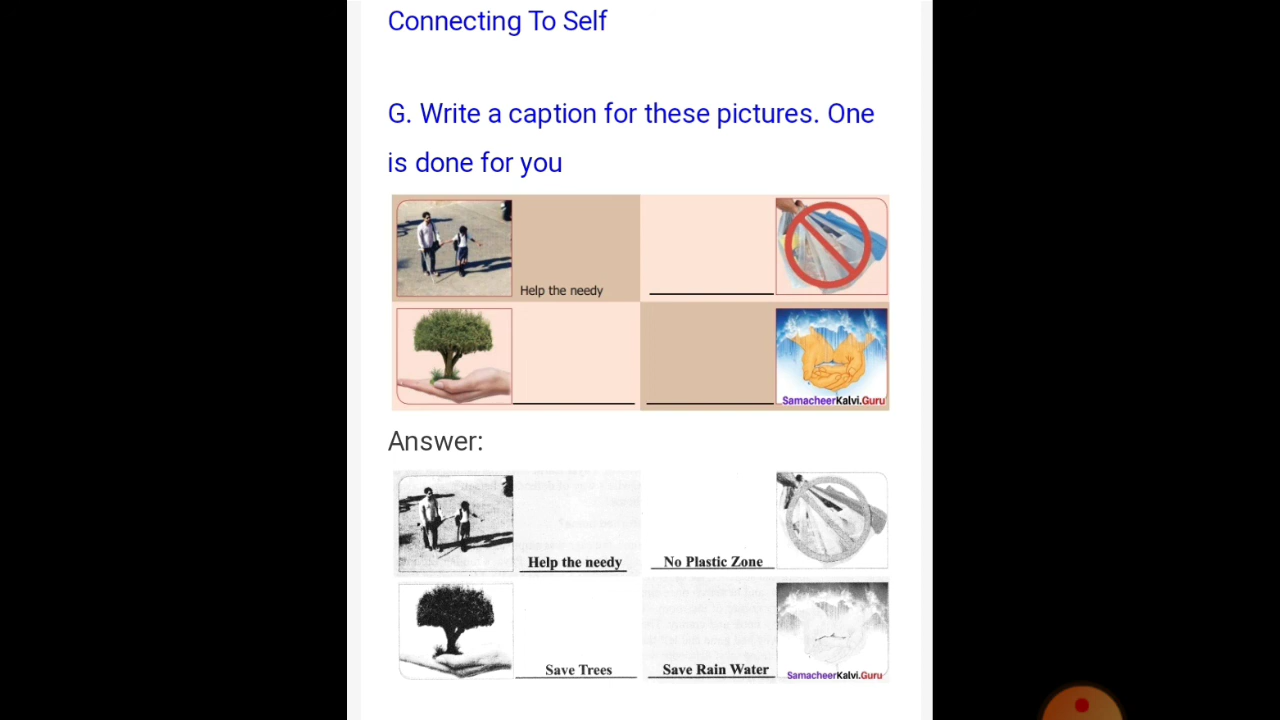 Connecting To Self
G. Write a caption for these pictures. One
is done for you
Help the needy
SamacheerKalvi.Guru
Answer:
Help the needy
No Plastic Zone
Save Trees
Save Rain Water
SamacheerKalvi.Guru